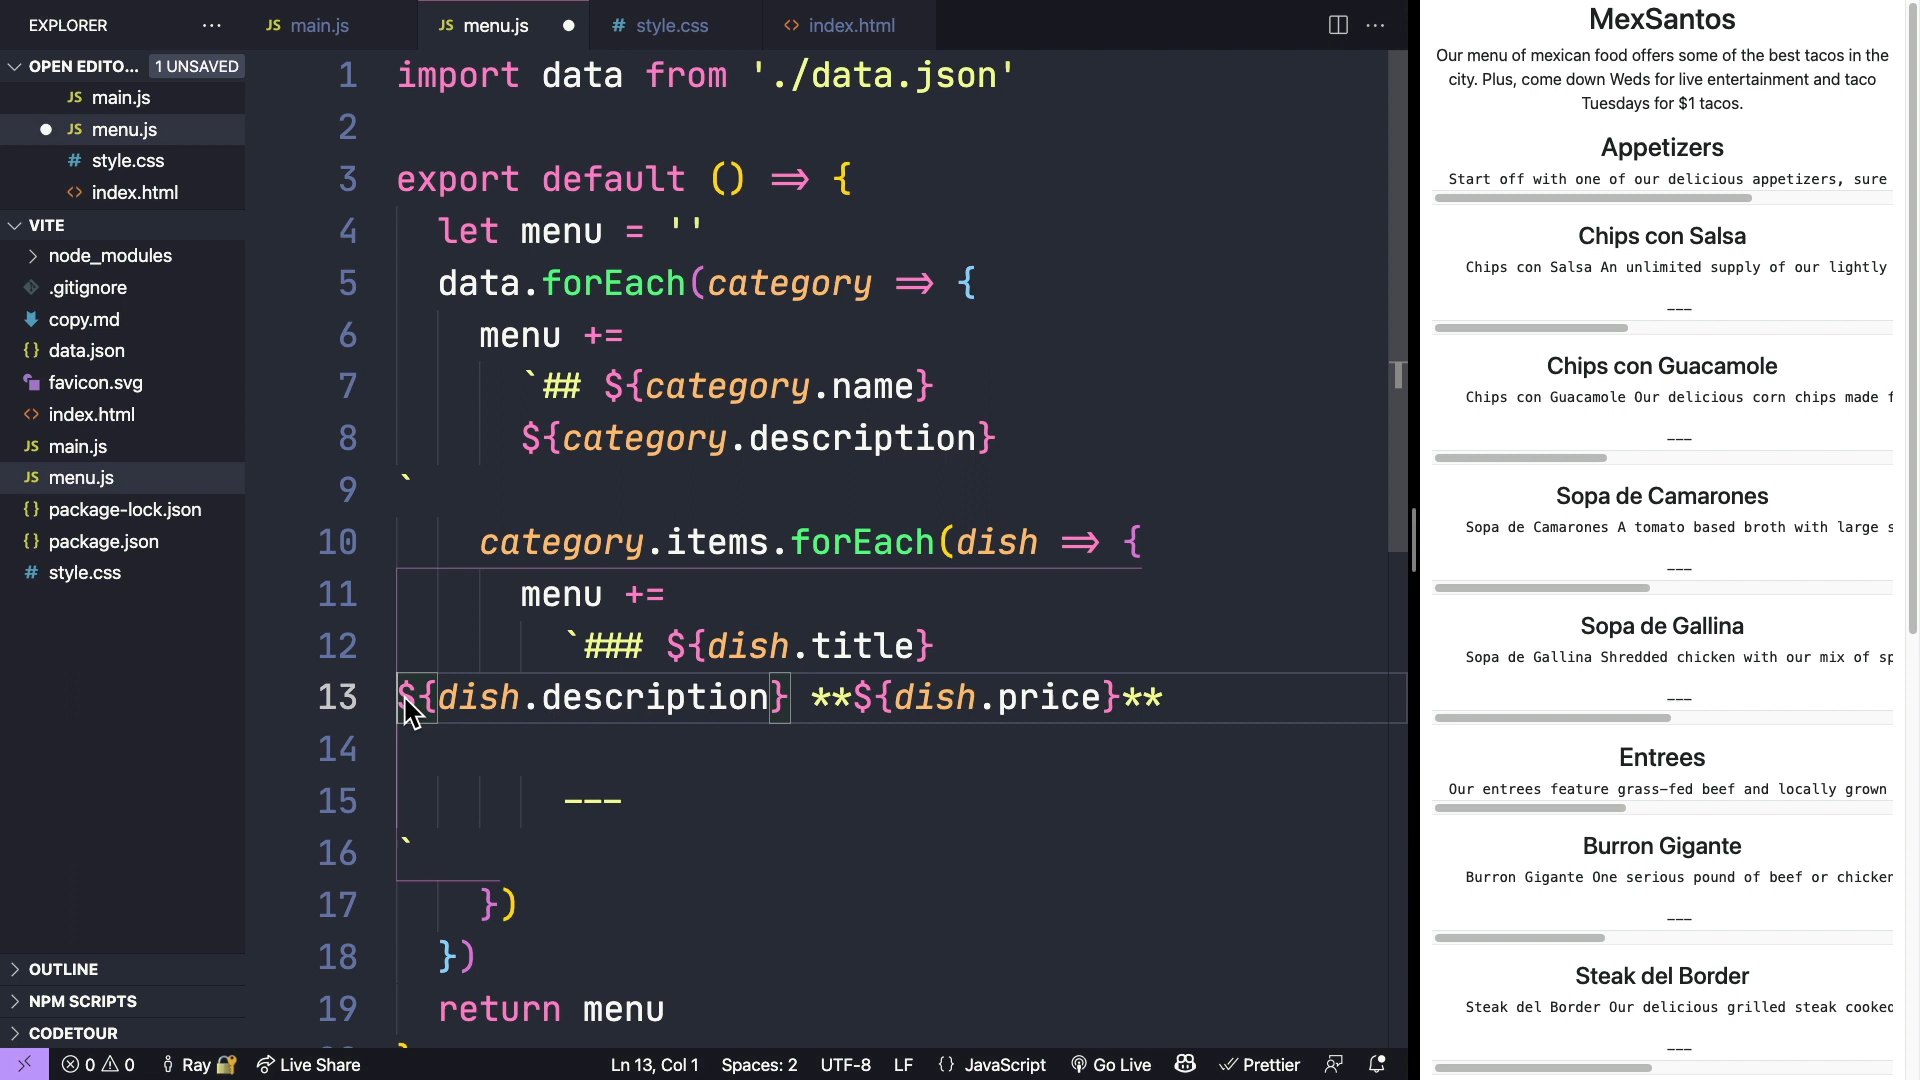 EXPLORER
OPEN EDITO...
1 UNSAVED
JS main.js
JS menu.js
# style.css
<> index.html
VITE
node_modules
.gitignore
copy.md
{} data.json
favicon.svg
<> index.html
JS main.js
JS menu.js
{} package-lock.json
{} package.json
# style.css
OUTLINE
NPM SCRIPTS
CODETOUR
JS main.js
JS menu.js
# style.css
<> index.html
1 import data from './data.json'
2
3 export default () => {
4 let menu = ''
5 data.forEach(category => {
6 menu +=
7 `## ${category.name}
8 ${category.description}
9 `
10 category.items.forEach(dish => {
11 menu +=
12 `### ${dish.title}
13 ${dish.description} **${dish.price}**
14
15 ---
16 `
17 })
18 })
19 return menu
0 0 Ray Live Share Ln 13, Col 1 Spaces: 2 UTF-8 LF {} JavaScript Go Live Prettier
MexSantos
Our menu of mexican food offers some of the best tacos in the
city. Plus, come down Weds for live entertainment and taco
Tuesdays for $1 tacos.
Appetizers
Start off with one of our delicious appetizers, sure
Chips con Salsa
Chips con Salsa An unlimited supply of our lightly
---
Chips con Guacamole
Chips con Guacamole Our delicious corn chips made
---
Sopa de Camarones
Sopa de Camarones A tomato based broth with large
---
Sopa de Gallina
Sopa de Gallina Shredded chicken with our mix of
---
Entrees
Our entrees feature grass-fed beef and locally grown
Burron Gigante
Burron Gigante One serious pound of beef or chicken
---
Steak del Border
Steak del Border Our delicious grilled steak cooked
---